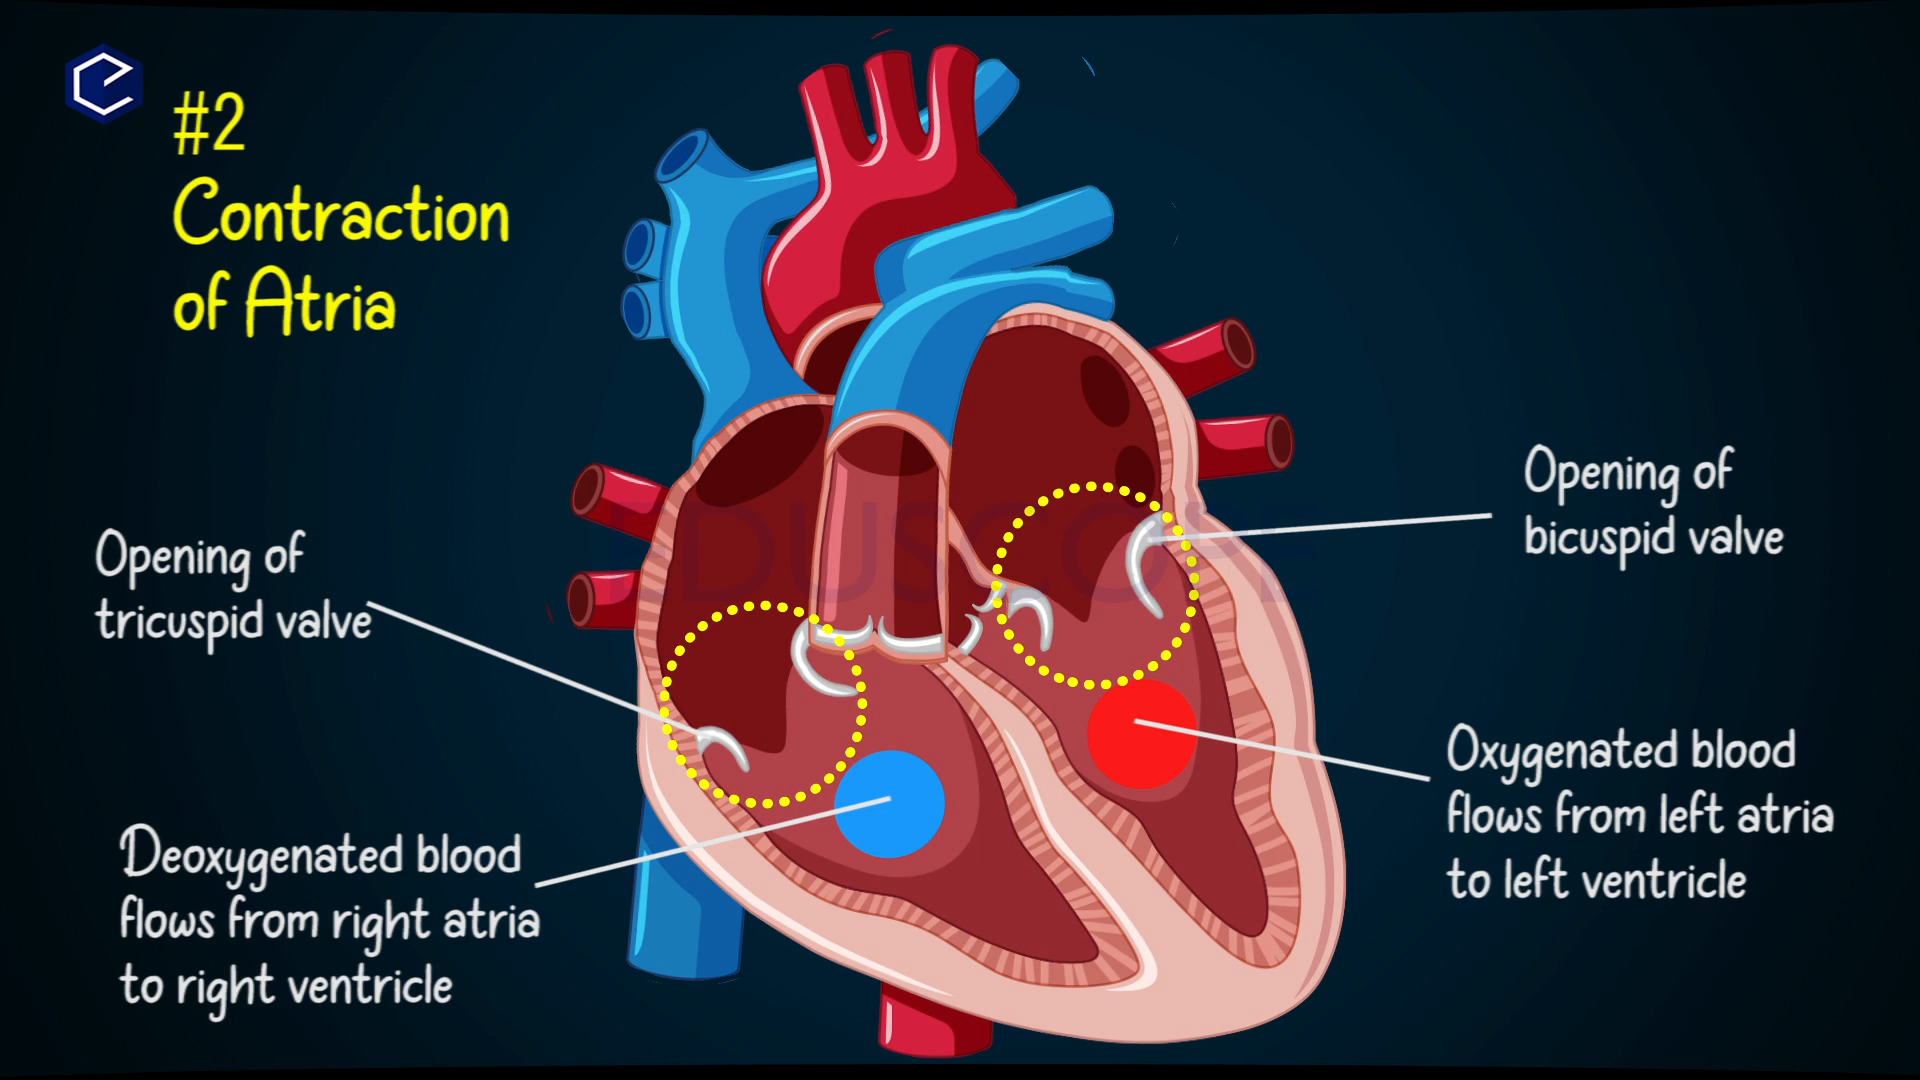 #2
Contraction
of Atria
Opening of
bicuspid valve
Opening of
tricuspid valve
Oxygenated blood
flows from left atria
to left ventricle
Deoxygenated blood
flows from right atria
to right ventricle
EDUSCOPE